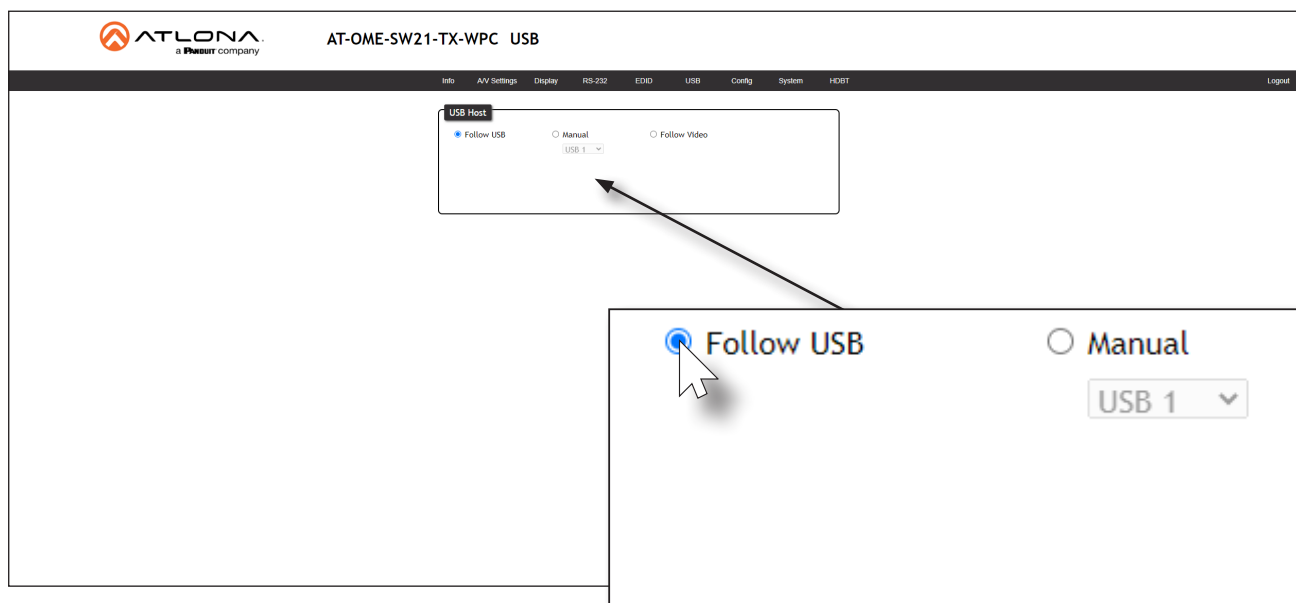 ATLONA.
a PANDUIT company
AT-OME-SW21-TX-WPC USB
Info A/V Settings Display RS-232 EDID USB Config System HDBT Logout
USB Host
Follow USB Manual Follow Video
USB 1
Follow USB Manual
USB 1